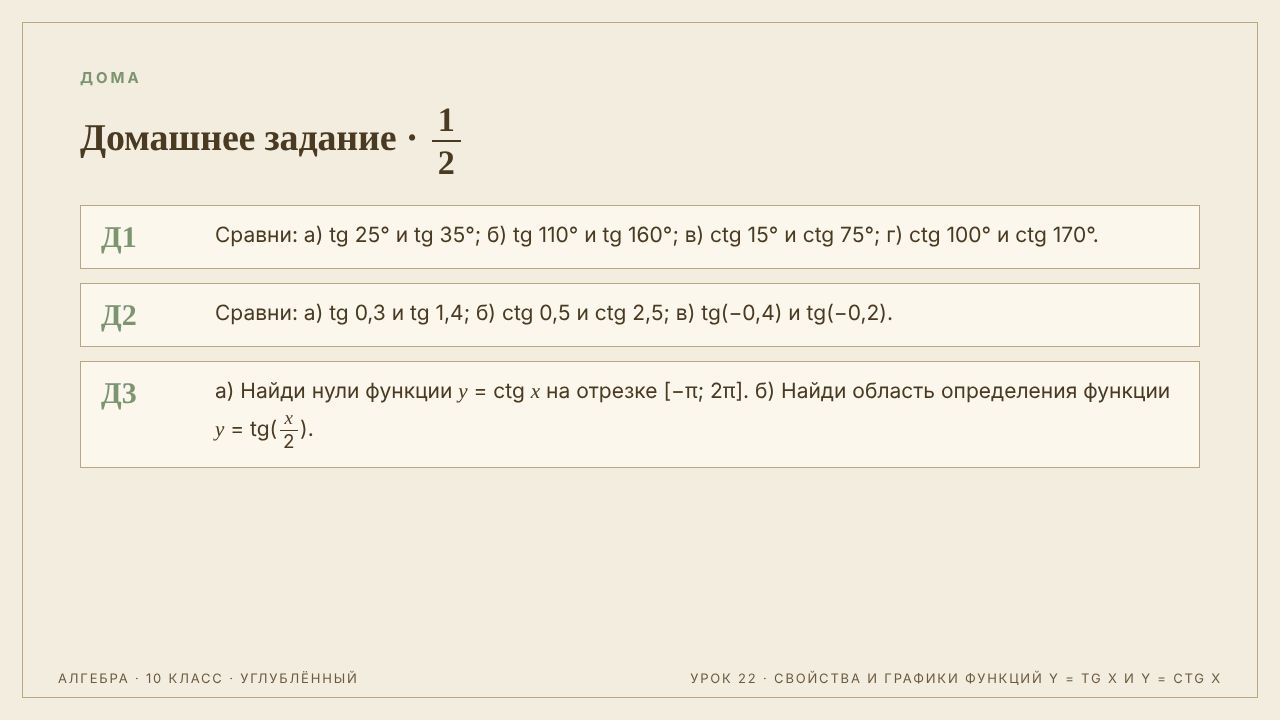 ДОМА
Домашнее задание · 1/2
Д1 Сравни: а) tg 25° и tg 35°; б) tg 110° и tg 160°; в) ctg 15° и ctg 75°; г) ctg 100° и ctg 170°.
Д2 Сравни: а) tg 0,3 и tg 1,4; б) ctg 0,5 и ctg 2,5; в) tg(−0,4) и tg(−0,2).
Д3 а) Найди нули функции y = ctg x на отрезке [−π; 2π]. б) Найди область определения функции
y = tg(x/2).
АЛГЕБРА · 10 КЛАСС · УГЛУБЛЁННЫЙ
УРОК 22 · СВОЙСТВА И ГРАФИКИ ФУНКЦИЙ Y = TG X И Y = CTG X